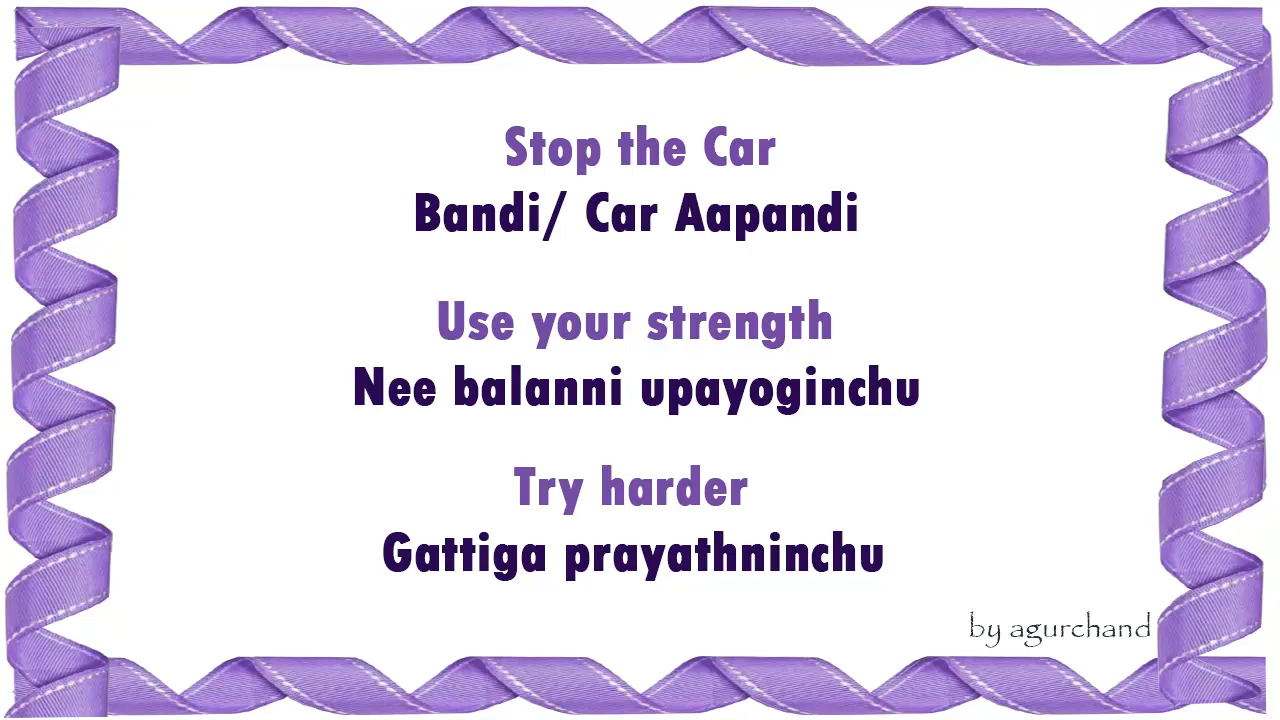 Stop the Car
Bandi/ Car Aapandi
Use your strength
Nee balanni upayoginchu
Try harder
Gattiga prayathninchu
by agurchand